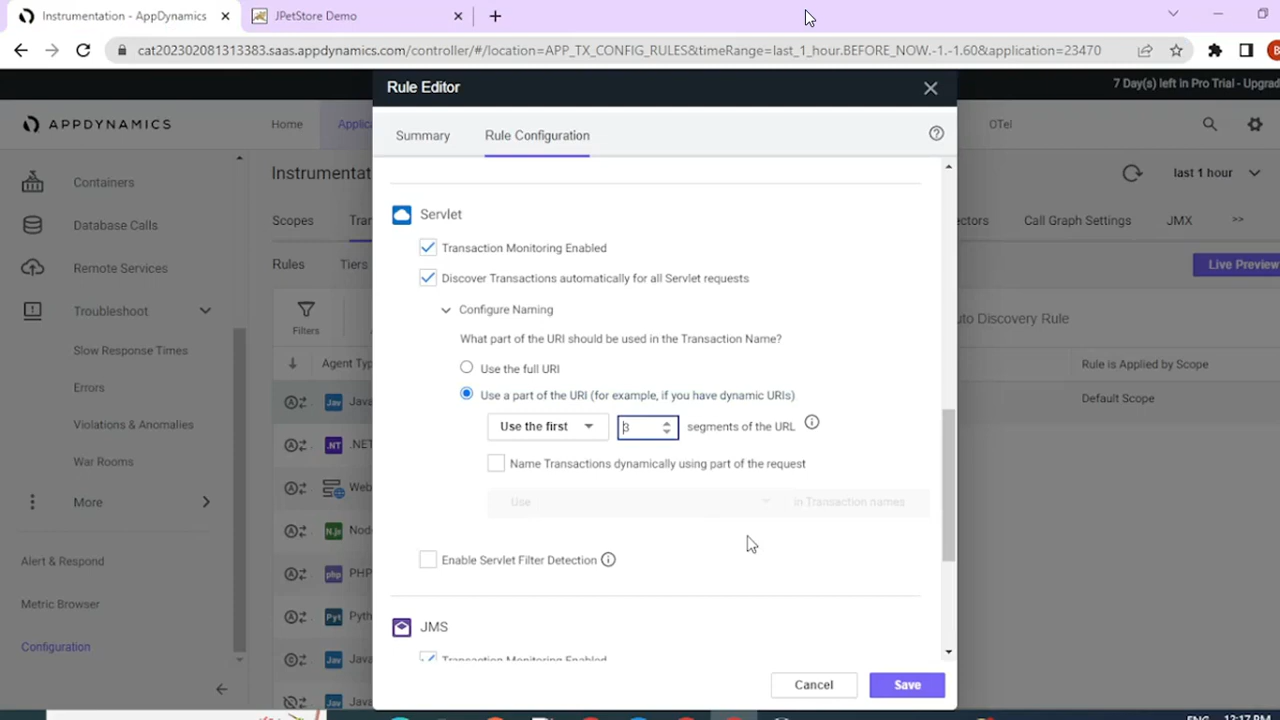 Instrumentation - AppDynamics
JPetStore Demo
cat202302081313383.saas.appdynamics.com/controller/#/location=APP_TX_CONFIG_RULES&timeRange=last_1_hour.BEFORE_NOW.-1.-1.60&application=23470
Rule Editor
7 Day(s) left in Pro Trial - Upgrad
APPDYNAMICS
Home
Applic
OTel
Summary
Rule Configuration
Containers
Instrumentat
last 1 hour
Database Calls
Scopes
Tran
ectors
Call Graph Settings
JMX
>>
Servlet
Remote Services
Rules
Tiers
Live Preview
Transaction Monitoring Enabled
Discover Transactions automatically for all Servlet requests
Troubleshoot
Configure Naming
Filters
uto Discovery Rule
What part of the URI should be used in the Transaction Name?
Slow Response Times
Agent Type
Rule is Applied by Scope
Use the full URI
Errors
Jav
Java
Default Scope
Use a part of the URI (for example, if you have dynamic URIs)
Violations & Anomalies
Use the first
3
segments of the URL
War Rooms
.NT
.NET
Name Transactions dynamically using part of the request
More
Web
Use
in Transaction names
N.js
Nod
Alert & Respond
Enable Servlet Filter Detection
php
PHP
Metric Browser
Pyt
Pyth
JMS
Configuration
Jav
Java
Transaction Monitoring Enabled
Cancel
Save
Jav
Java
12:17 PM